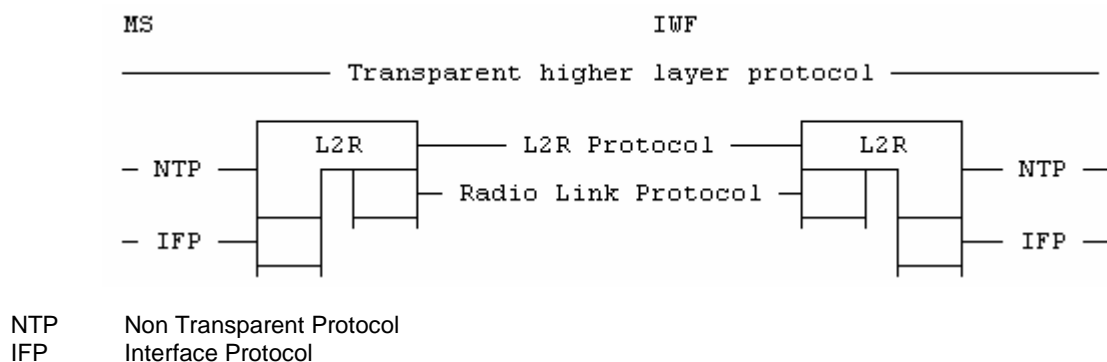 MS IWF
Transparent higher layer protocol
L2R L2R Protocol L2R
NTP NTP
Radio Link Protocol
IFP IFP
NTP Non Transparent Protocol
IFP Interface Protocol